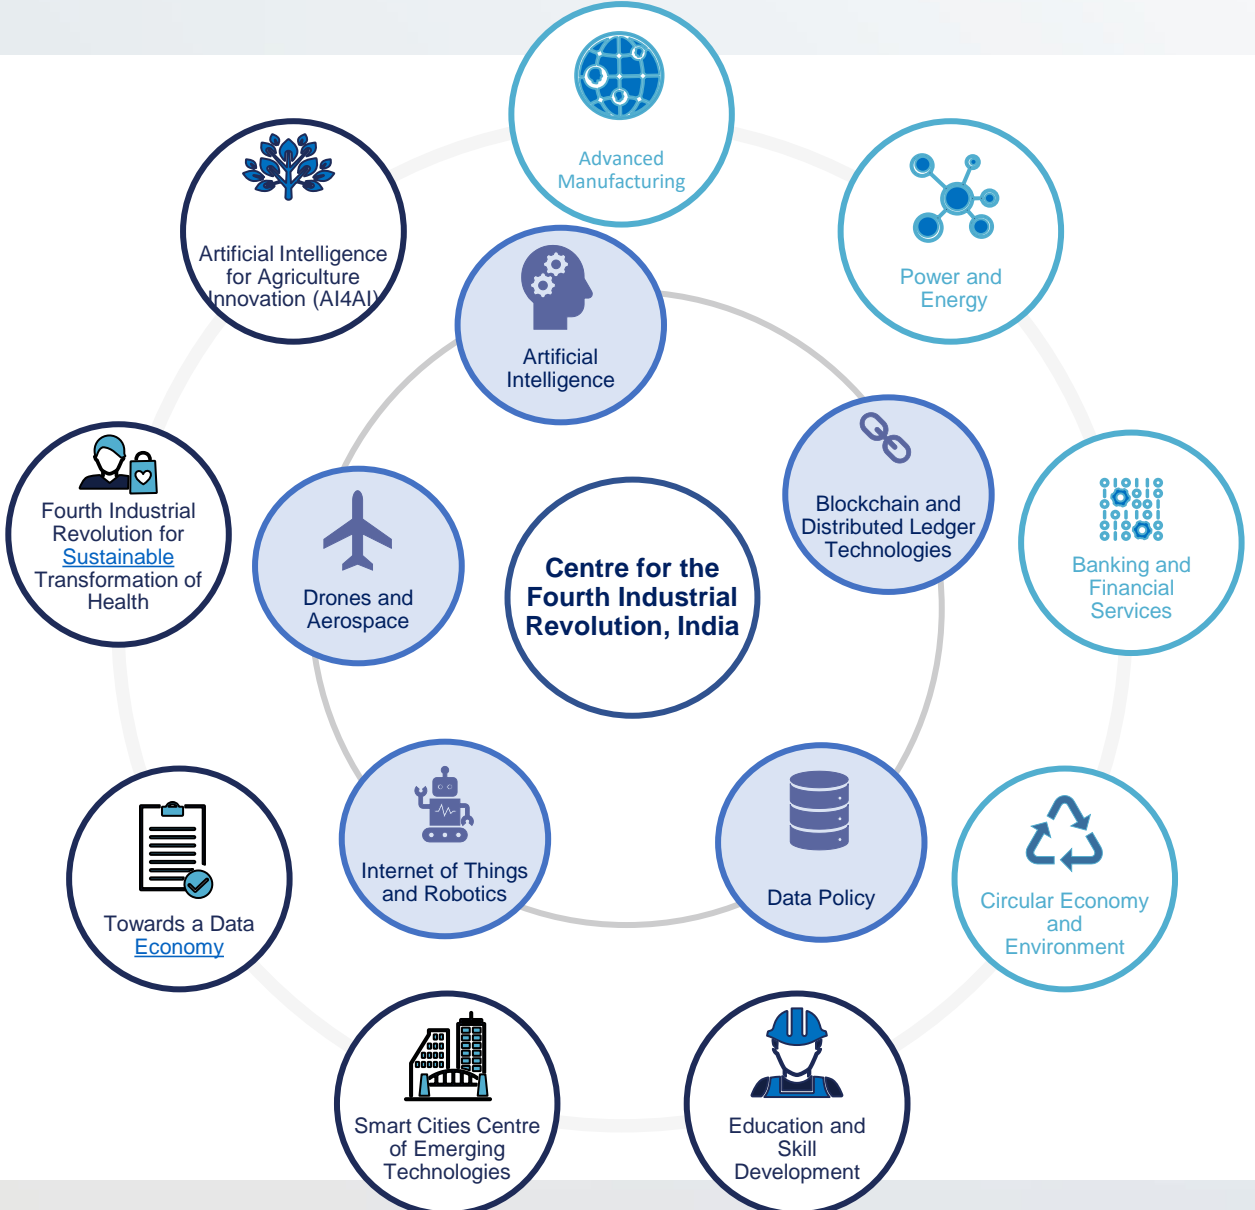 Advanced
Manufacturing
Artificial Intelligence
for Agriculture
Innovation (AI4AI)
Power and
Energy
Artificial
Intelligence
Blockchain and
Distributed Ledger
Technologies
Fourth Industrial
Revolution for
Sustainable
Transformation of
Health
Drones and
Aerospace
Centre for the
Fourth Industrial
Revolution, India
Banking and
Financial
Services
Internet of Things
and Robotics
Data Policy
Towards a Data
Economy
Circular Economy
and
Environment
Smart Cities Centre
of Emerging
Technologies
Education and
Skill
Development